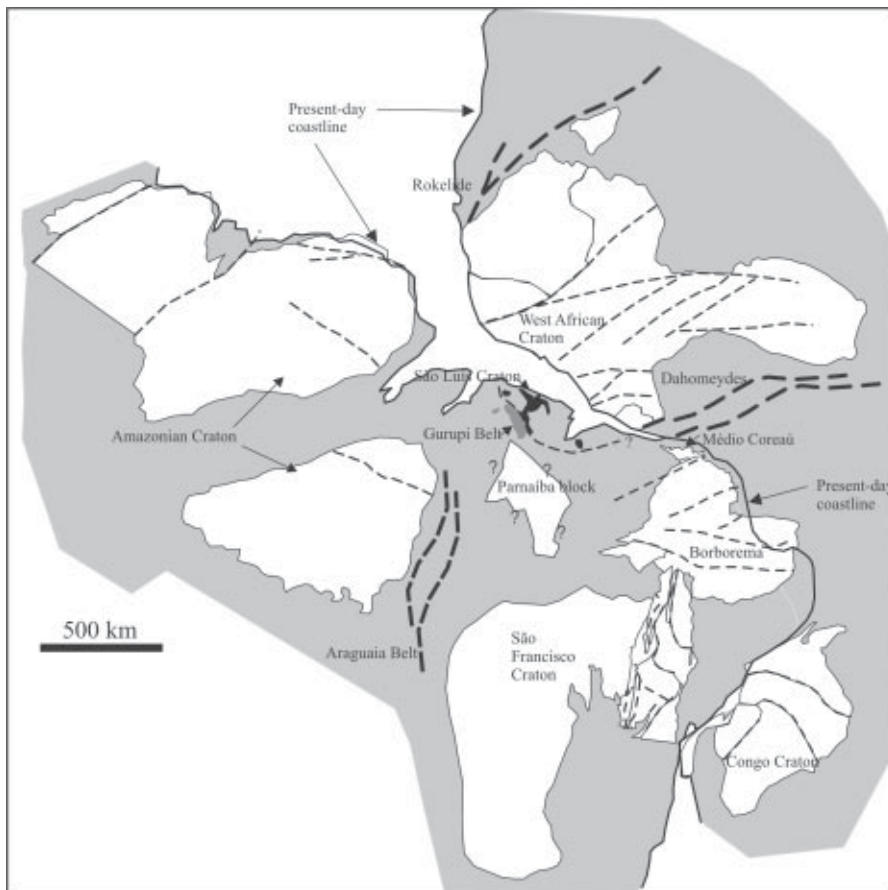 Present-day
coastline
Rokelide
West African
Craton
São Luis Craton
Dahomeydes
Amazonian Craton
Gurupi Belt
?
Médio Coreaú
?
?
Parnaíba block
Present-day
coastline
?
?
Borborema
500 km
São
Francisco
Craton
Araguaia Belt
Congo Craton